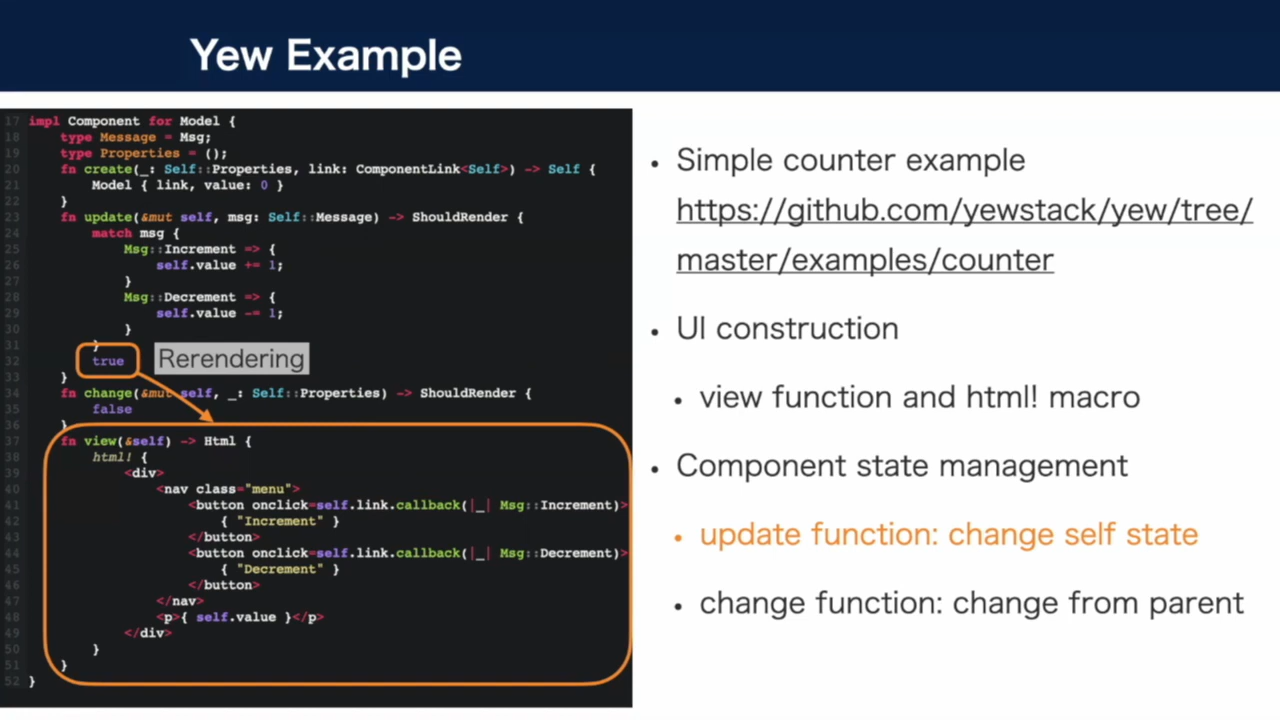 Yew Example
17 impl Component for Model {
18 type Message = Msg;
19 type Properties = ();
20 fn create(_: Self::Properties, link: ComponentLink<Self>) -> Self {
21 Model { link, value: 0 }
22 }
23 fn update(&mut self, msg: Self::Message) -> ShouldRender {
24 match msg {
25 Msg::Increment => {
26 self.value += 1;
27 }
28 Msg::Decrement => {
29 self.value -= 1;
30 }
31 }
32 true
Rerendering
33 }
34 fn change(&mut self, _: Self::Properties) -> ShouldRender {
35 false
36 }
37 fn view(&self) -> Html {
38 html! {
39 <div>
40 <nav class="menu">
41 <button onclick=self.link.callback(|_| Msg::Increment)>
42 { "Increment" }
43 </button>
44 <button onclick=self.link.callback(|_| Msg::Decrement)>
45 { "Decrement" }
46 </button>
47 </nav>
48 <p>{ self.value }</p>
49 </div>
50 }
51 }
52 }
• Simple counter example
https://github.com/yewstack/yew/tree/
master/examples/counter
• UI construction
• view function and html! macro
• Component state management
• update function: change self state
• change function: change from parent